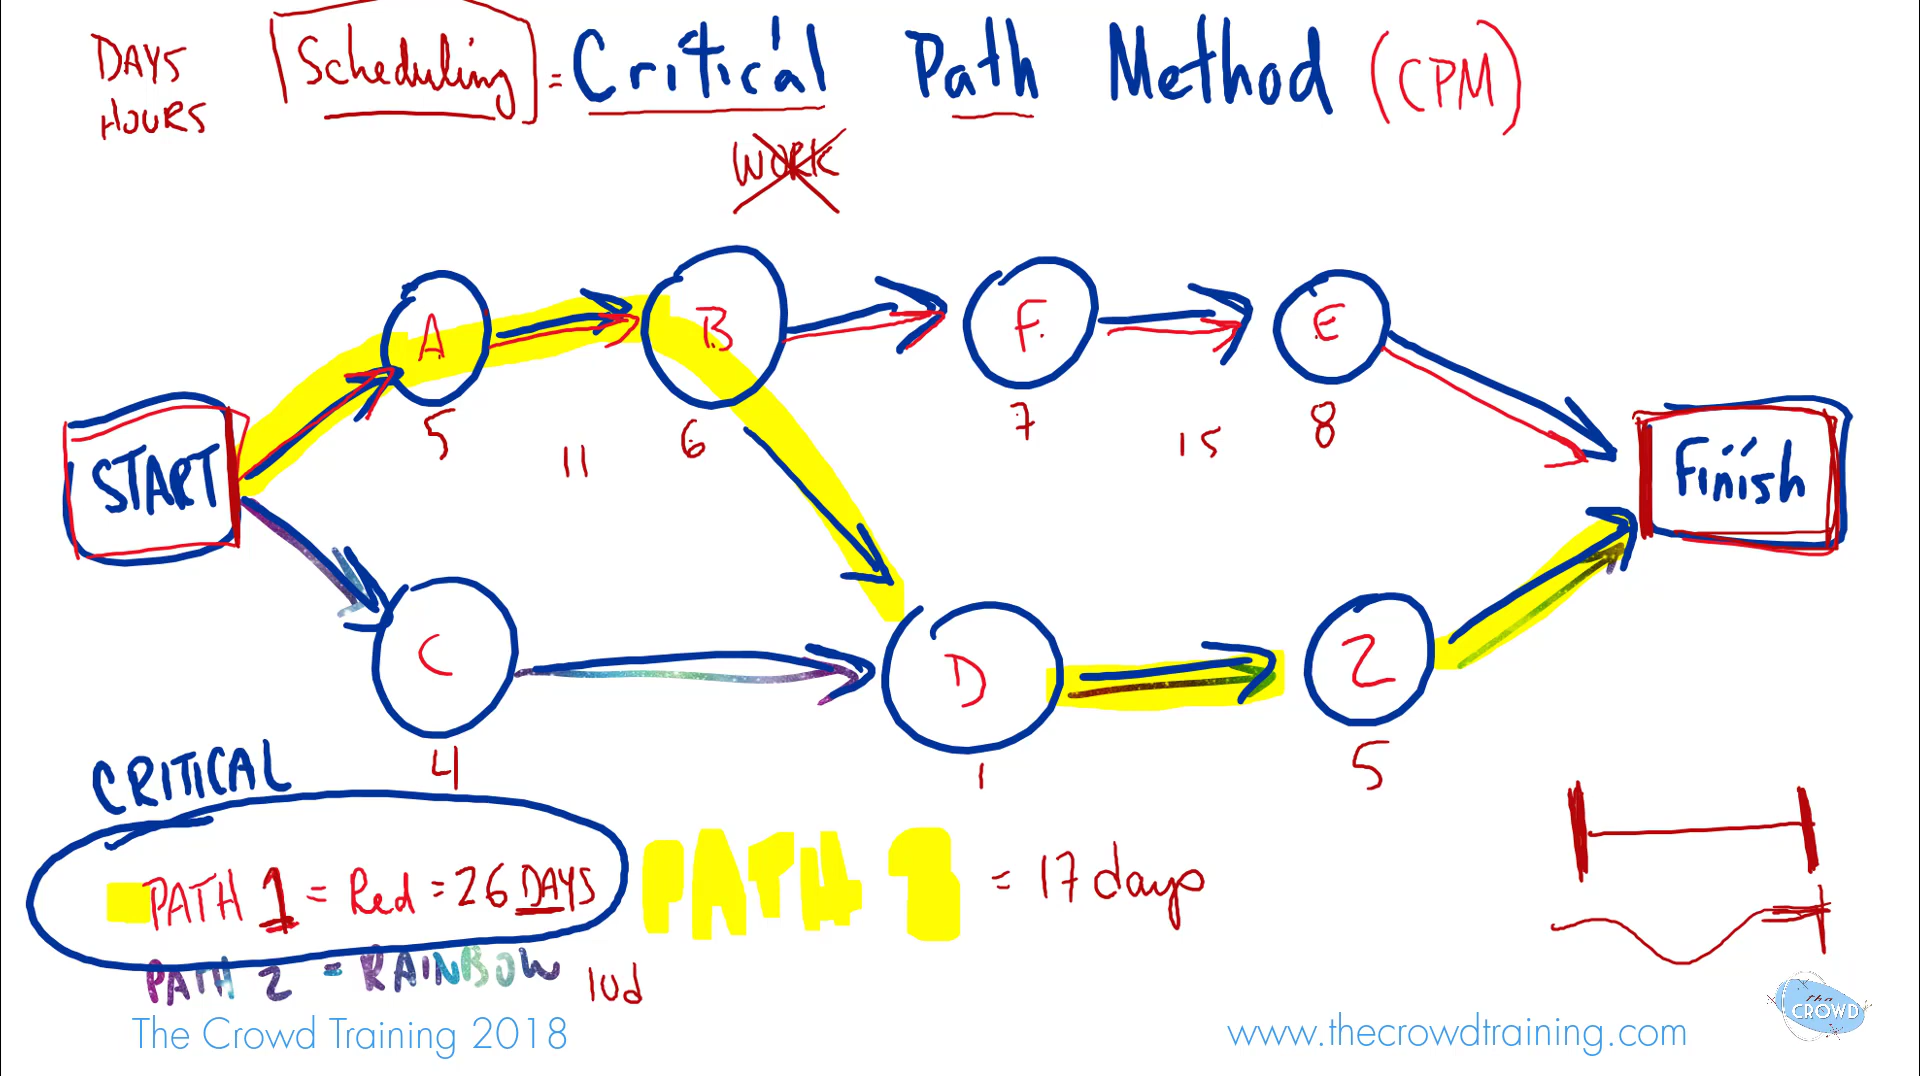 DAYS
HOURS
Scheduling = Critical Path Method (CPM)
WORK
A
B
F
E
5
11
6
7
15
8
START
Finish
C
D
Z
4
1
5
CRITICAL
PATH 1 = Red = 26 DAYS
PATH 3 = 17 days
PATH 2 = RAINBOW 10d
The Crowd Training 2018
www.thecrowdtraining.com
the
CROWD